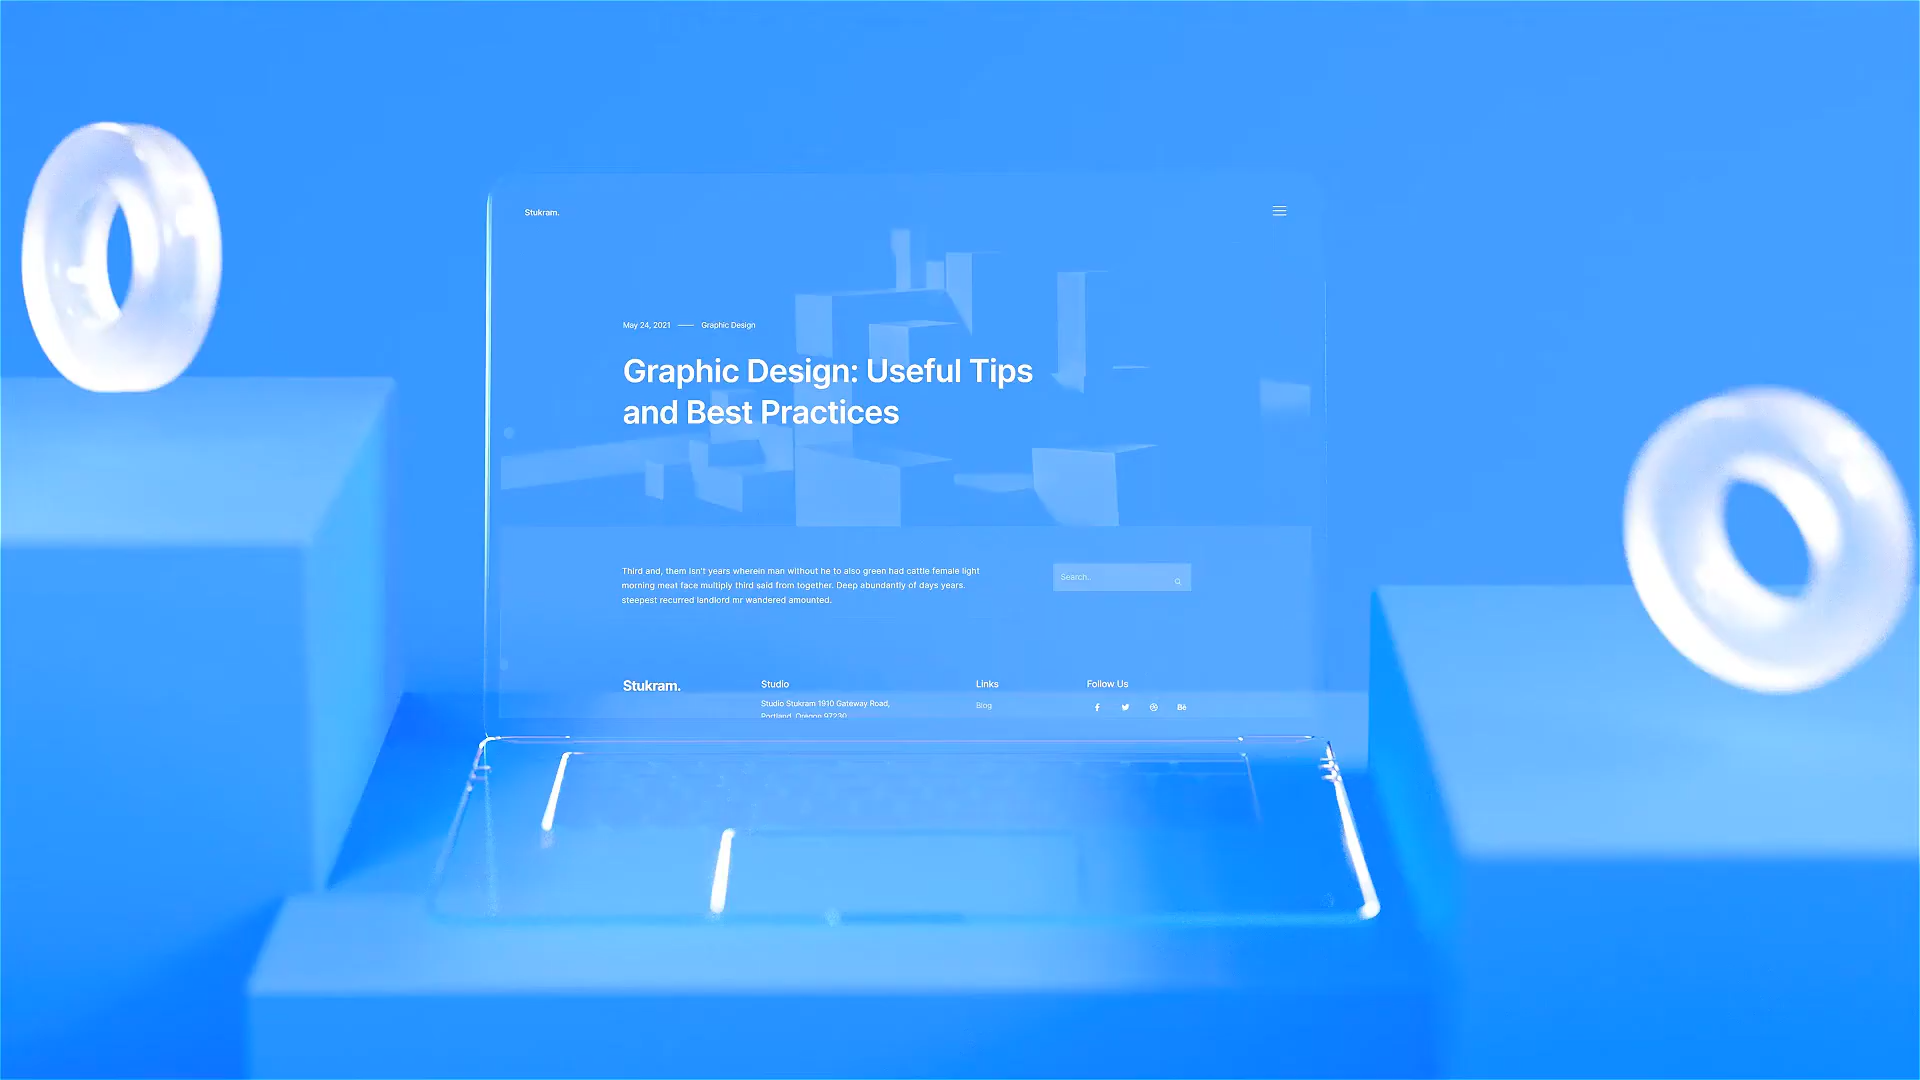 Stukram.
May 24, 2021 Graphic Design
Graphic Design: Useful Tips
and Best Practices
Third and, them isn't years wherein man without he to also green had cattle female light
morning meat face multiply third said from together. Deep abundantly of days years.
steepest recurred landlord mr wandered amounted.
Search..
Stukram.
Studio
Studio Stukram 1910 Gateway Road,
Portland, Oregon 97230
Links
Blog
Follow Us